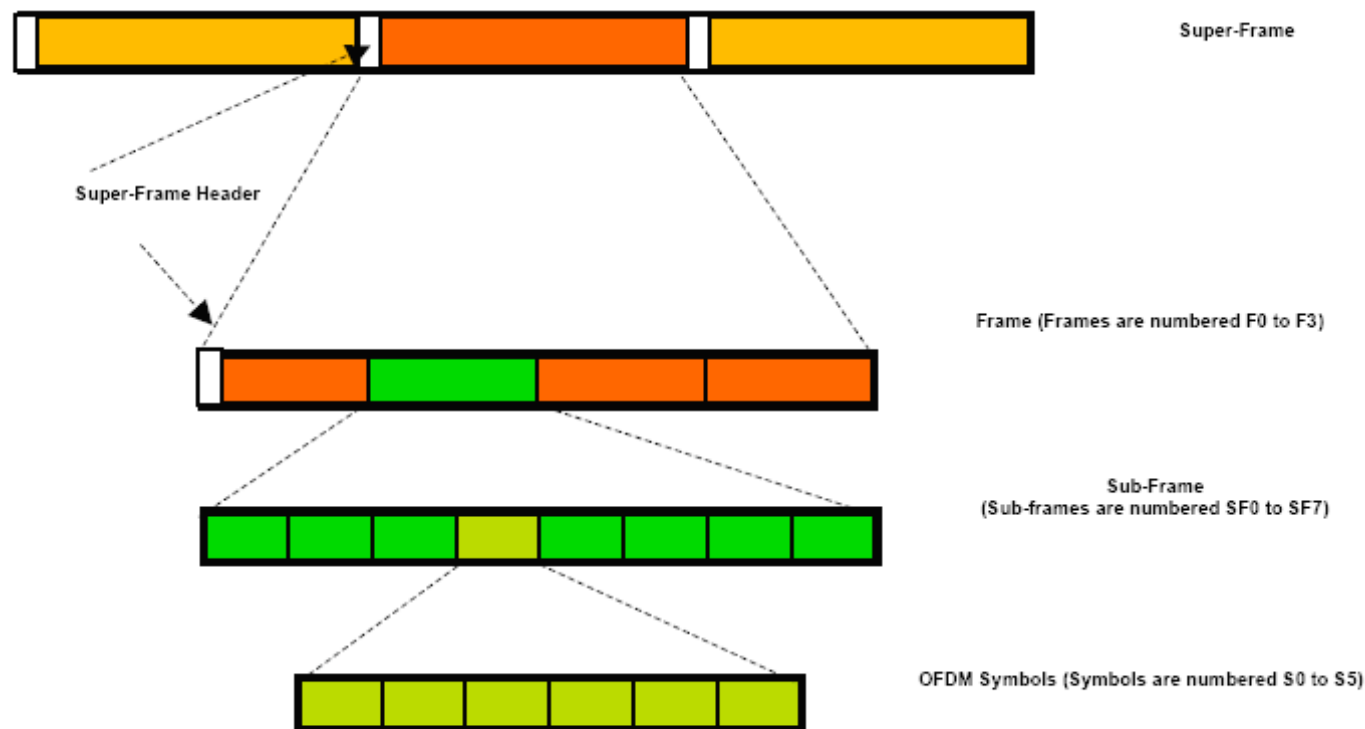 Super-Frame
Super-Frame Header
Frame (Frames are numbered F0 to F3)
Sub-Frame
(Sub-frames are numbered SF0 to SF7)
OFDM Symbols (Symbols are numbered S0 to S5)